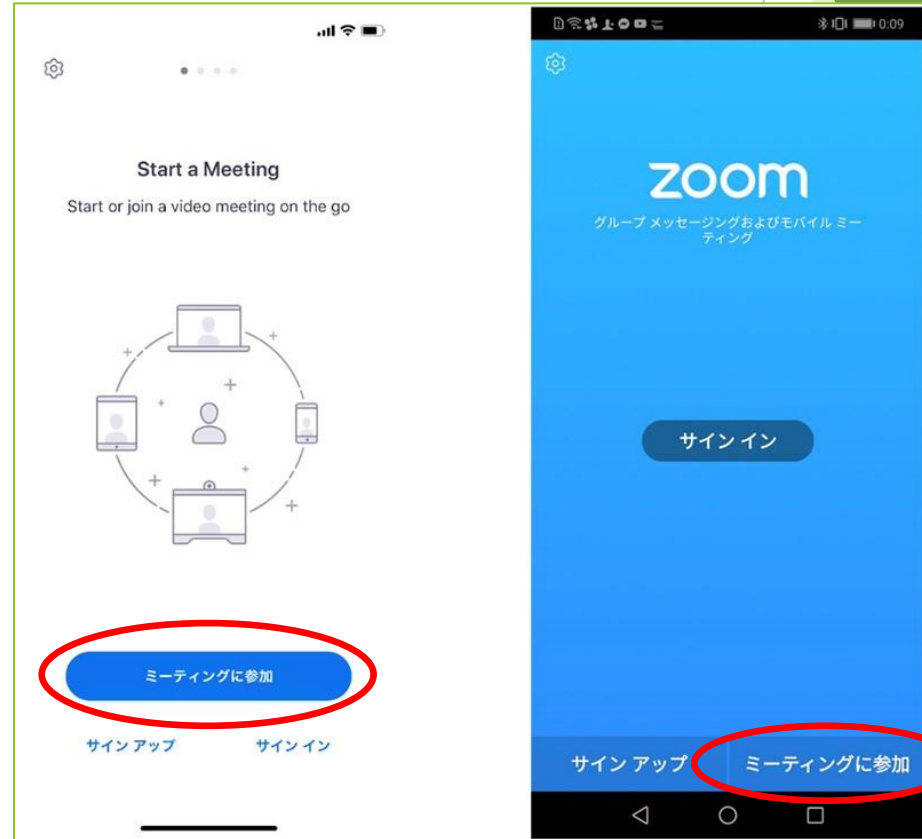 Start a Meeting
Start or join a video meeting on the go
ミーティングに参加
サイン アップ
サイン イン
0:09
zoom
グループ メッセージングおよびモバイル ミー
ティング
サイン イン
サイン アップ
ミーティングに参加